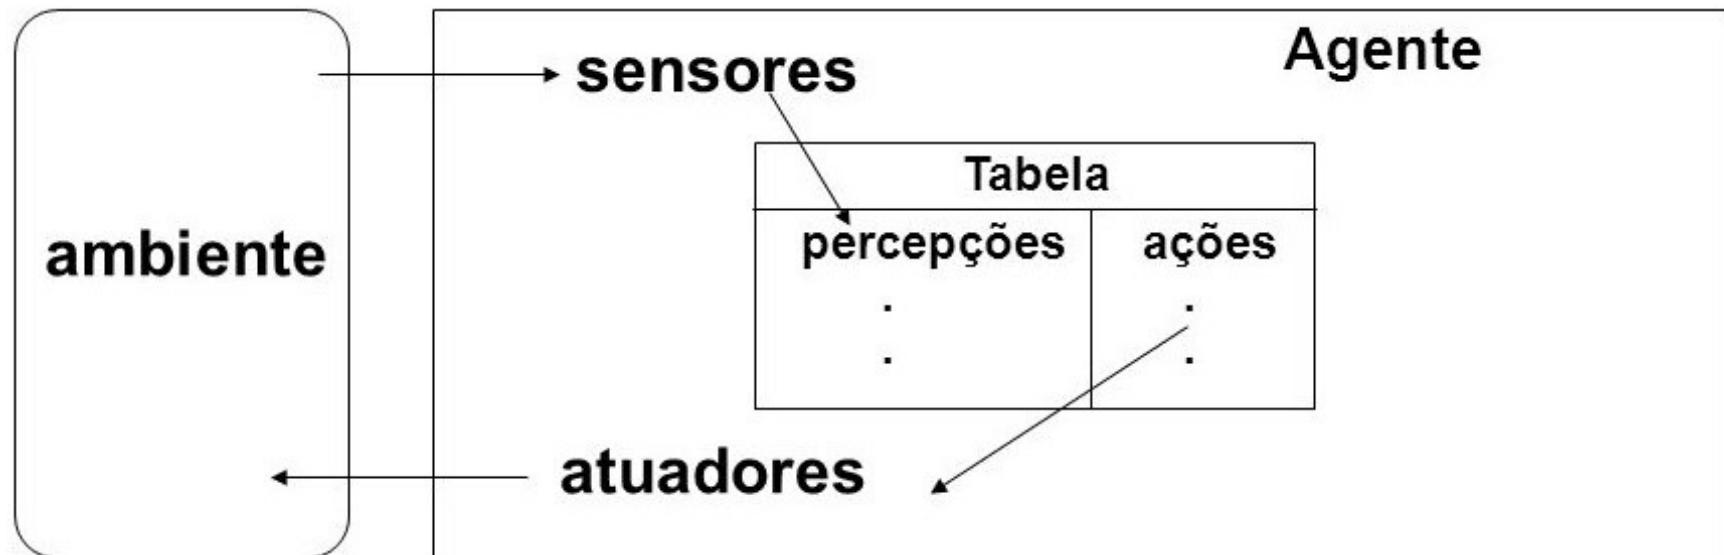 Agente
sensores
Tabela
percepções ações
. .
. .
ambiente
atuadores